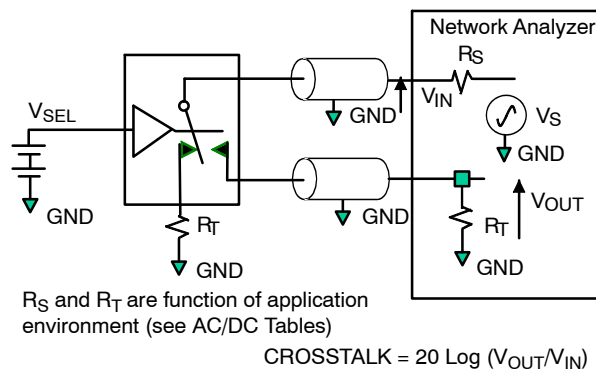 Network Analyzer
RS
VSEL
GND
VIN
VS
GND
GND
GND
VOUT
RT
RT
GND
GND
RS and RT are function of application
environment (see AC/DC Tables)
CROSSTALK = 20 Log (VOUT/VIN)